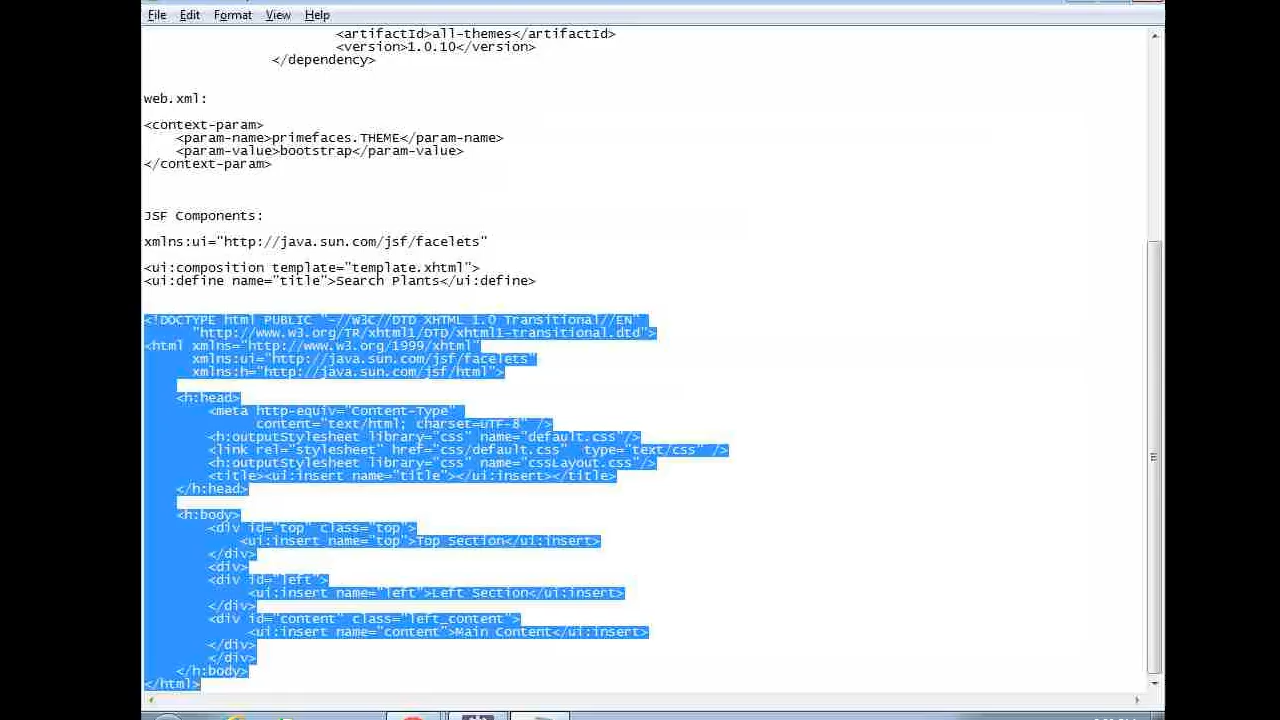 File Edit Format View Help
<artifactId>all-themes</artifactId>
<version>1.0.10</version>
</dependency>
web.xml:
<context-param>
<param-name>primefaces.THEME</param-name>
<param-value>bootstrap</param-value>
</context-param>
JSF Components:
xmlns:ui="http://java.sun.com/jsf/facelets"
<ui:composition template="template.xhtml">
<ui:define name="title">Search Plants</ui:define>
<!DOCTYPE html PUBLIC "-//W3C//DTD XHTML 1.0 Transitional//EN"
"http://www.w3.org/TR/xhtml1/DTD/xhtml1-transitional.dtd">
<html xmlns="http://www.w3.org/1999/xhtml"
xmlns:ui="http://java.sun.com/jsf/facelets"
xmlns:h="http://java.sun.com/jsf/html">
<h:head>
<meta http-equiv="Content-Type"
content="text/html; charset=UTF-8" />
<h:outputStylesheet library="css" name="default.css"/>
<link rel="stylesheet" href="css/default.css"  type="text/css" />
<h:outputStylesheet library="css" name="cssLayout.css"/>
<title><ui:insert name="title"></ui:insert></title>
</h:head>
<h:body>
<div id="top" class="top">
<ui:insert name="top">Top Section</ui:insert>
</div>
<div>
<div id="left">
<ui:insert name="left">Left Section</ui:insert>
</div>
<div id="content" class="left_content">
<ui:insert name="content">Main Content</ui:insert>
</div>
</div>
</h:body>
</html>